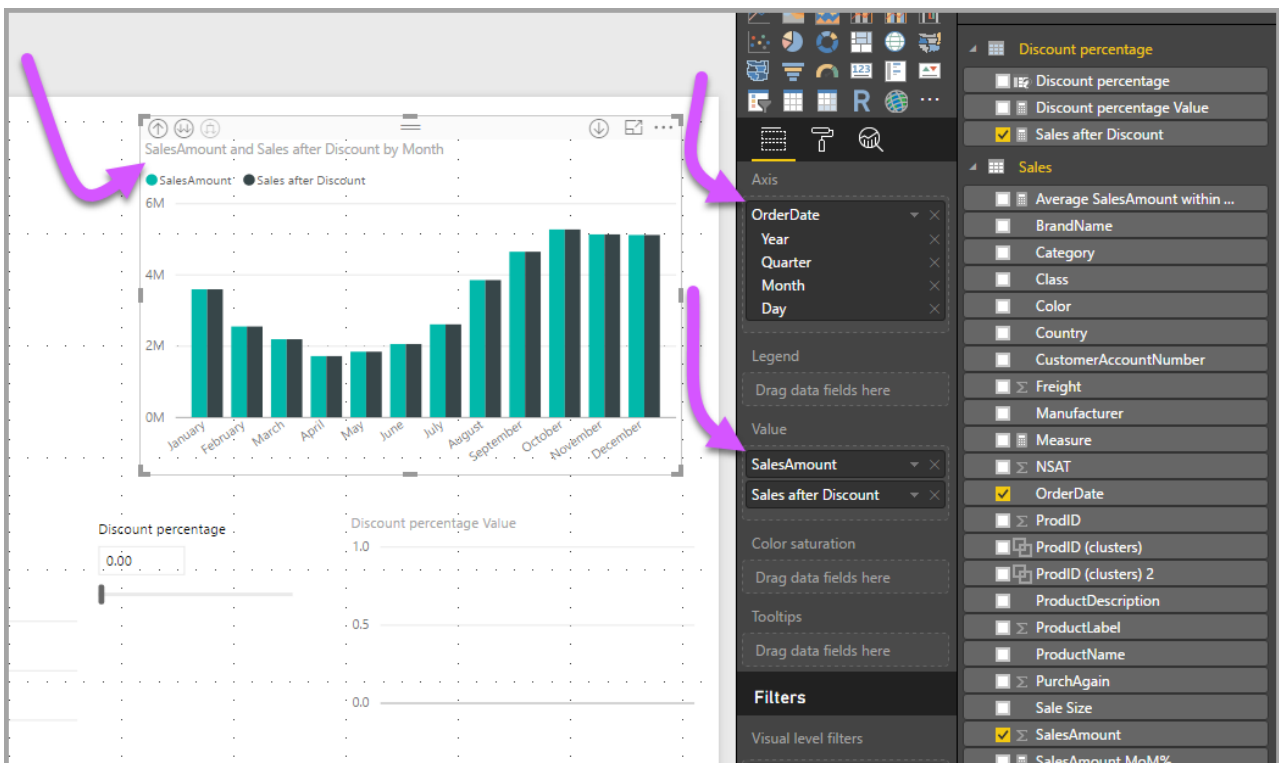 SalesAmount and Sales after Discount by Month
SalesAmount Sales after Discount
6M
4M
2M
0M
January February March April May June July August September October November December
Discount percentage
0.00
Discount percentage Value
1.0
0.5
0.0
123
R
Axis
OrderDate
Year
Quarter
Month
Day
Legend
Drag data fields here
Value
SalesAmount
Sales after Discount
Color saturation
Drag data fields here
Tooltips
Drag data fields here
Filters
Visual level filters
Discount percentage
Discount percentage
Discount percentage Value
Sales after Discount
Sales
Average SalesAmount within ...
BrandName
Category
Class
Color
Country
CustomerAccountNumber
Freight
Manufacturer
Measure
NSAT
OrderDate
ProdID
ProdID (clusters)
ProdID (clusters) 2
ProductDescription
ProductLabel
ProductName
PurchAgain
Sale Size
SalesAmount
SalesAmount MoM%